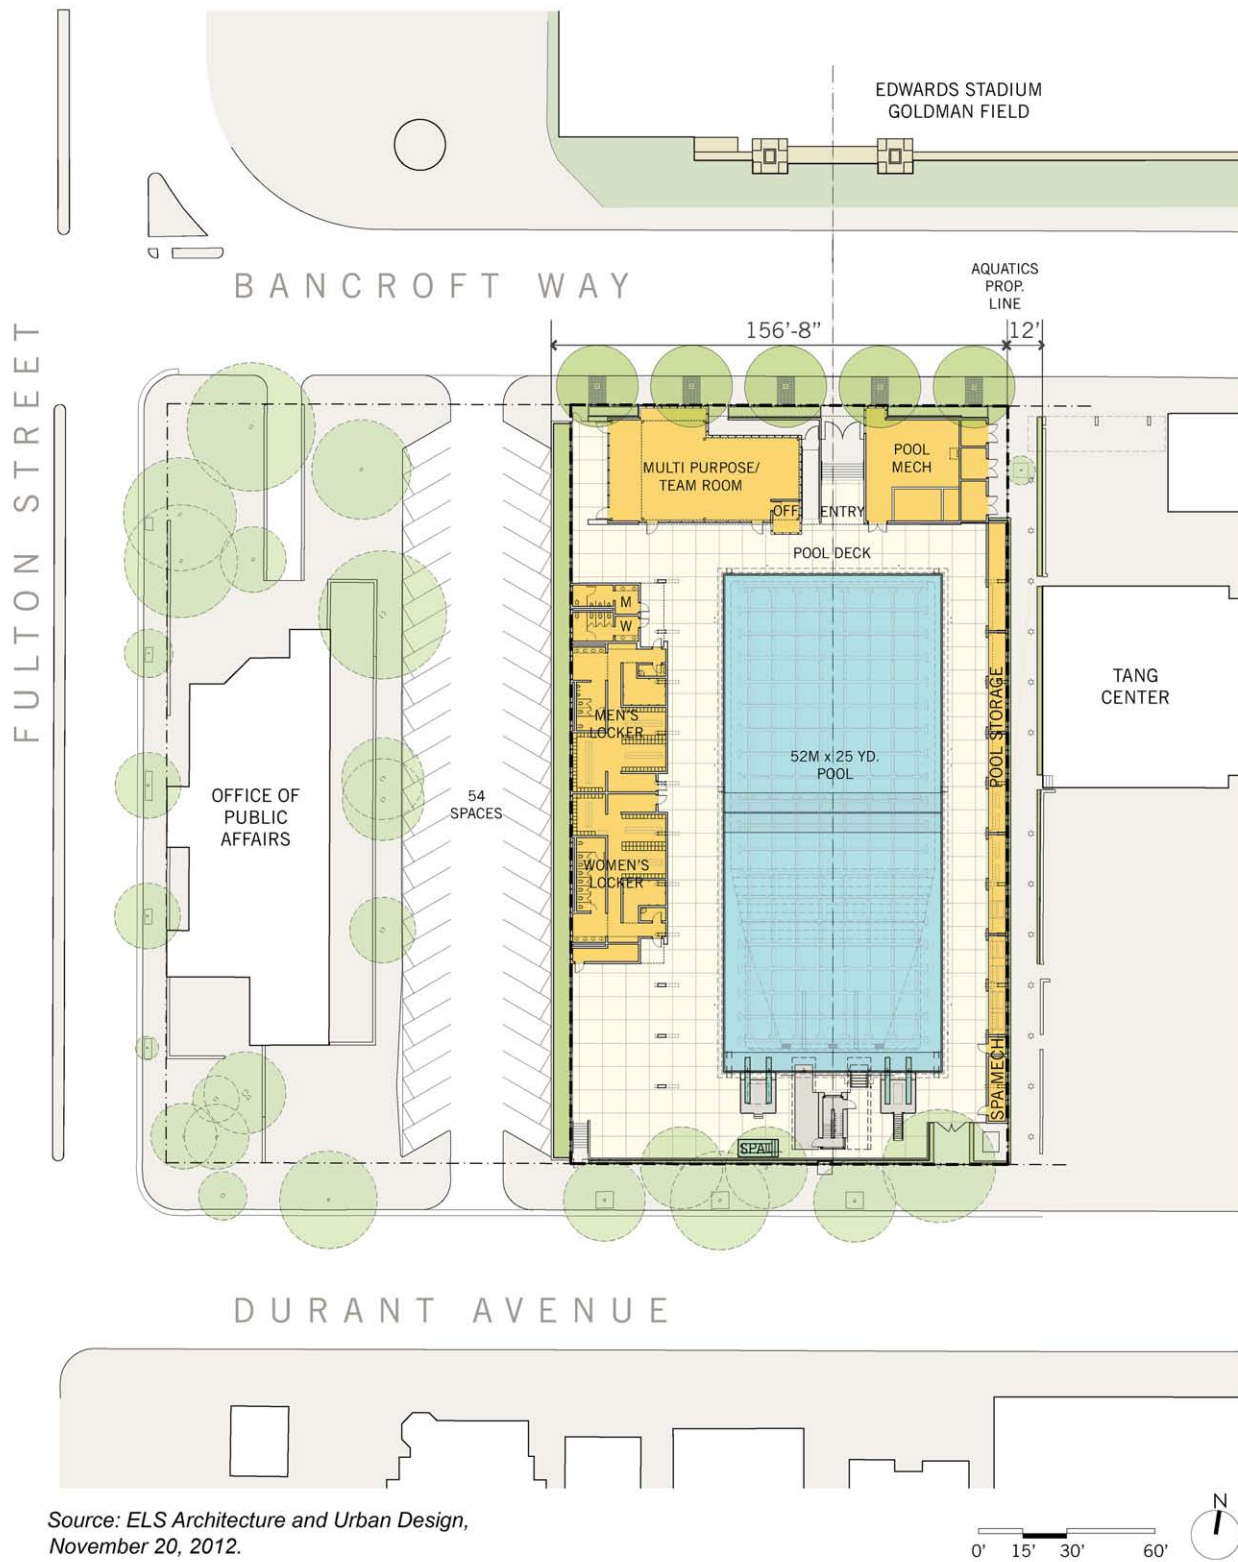 EDWARDS STADIUM
GOLDMAN FIELD
BANCROFT WAY
AQUATICS
PROP.
LINE
156'-8"
12'
FULTON STREET
MULTI PURPOSE/
TEAM ROOM
POOL
MECH
OFF
ENTRY
POOL DECK
M
W
MEN'S
LOCKER
POOL STORAGE
TANG
CENTER
52M x 25 YD.
POOL
OFFICE OF
PUBLIC
AFFAIRS
54
SPACES
WOMEN'S
LOCKER
SPA MECH
SPA
DURANT AVENUE
Source: ELS Architecture and Urban Design,
November 20, 2012.
N
0' 15' 30' 60'